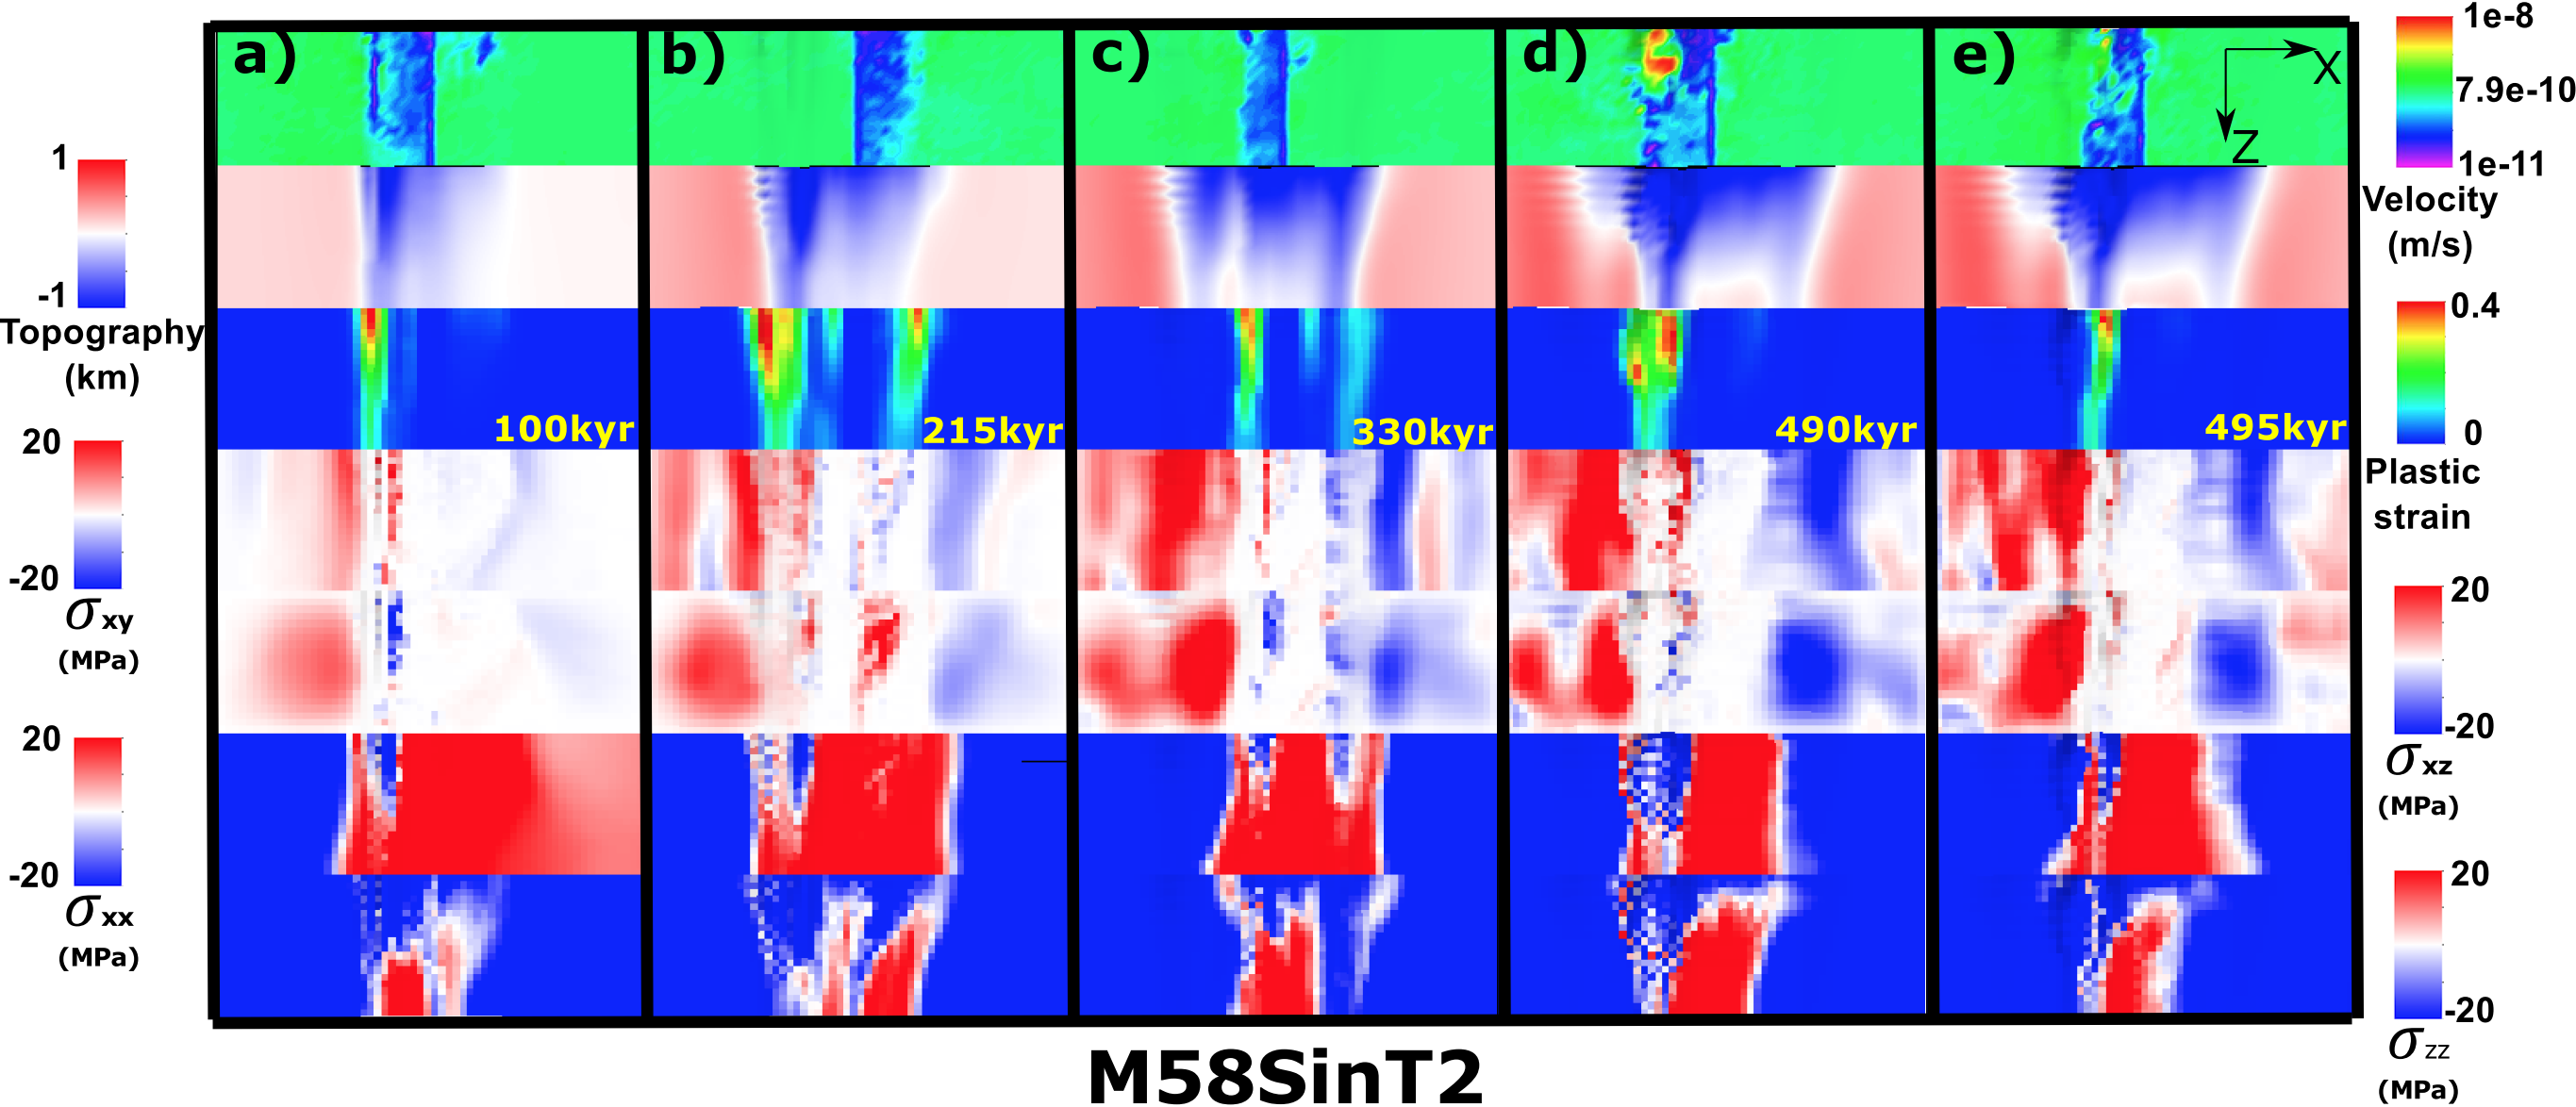 a)
b)
c)
d)
e)
X
Z
1e-8
7.9e-10
1e-11
Velocity
(m/s)
1
-1
Topography
(km)
0.4
0
Plastic
strain
100kyr
215kyr
330kyr
490kyr
495kyr
20
-20
σxy
(MPa)
20
-20
σxz
(MPa)
20
-20
σxx
(MPa)
20
-20
σzz
(MPa)
M58SinT2